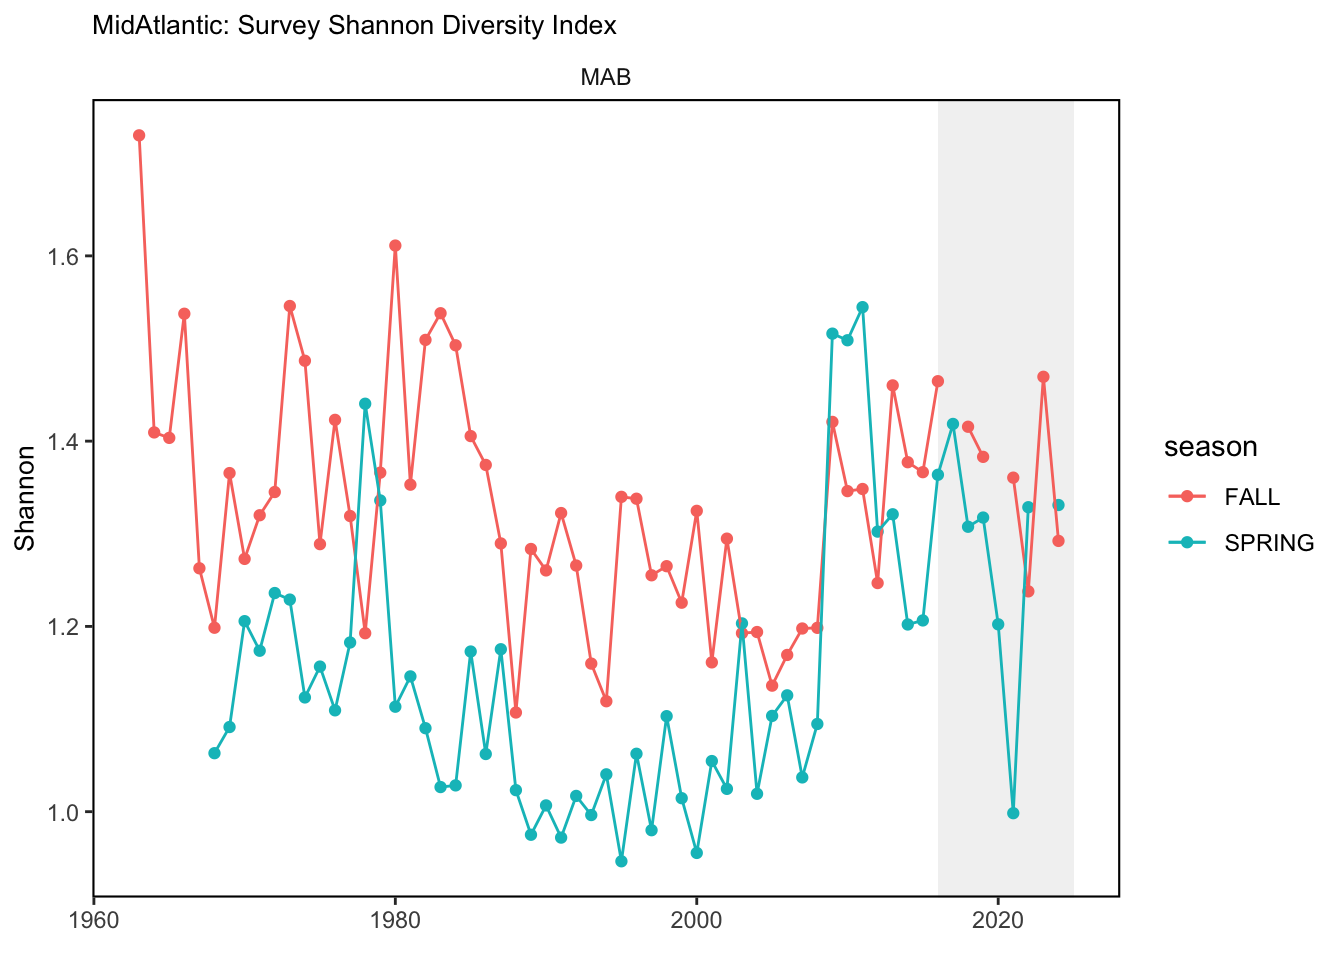 MidAtlantic: Survey Shannon Diversity Index
MAB
Shannon
1.6
1.4
1.2
1.0
1960
1980
2000
2020
season
FALL
SPRING